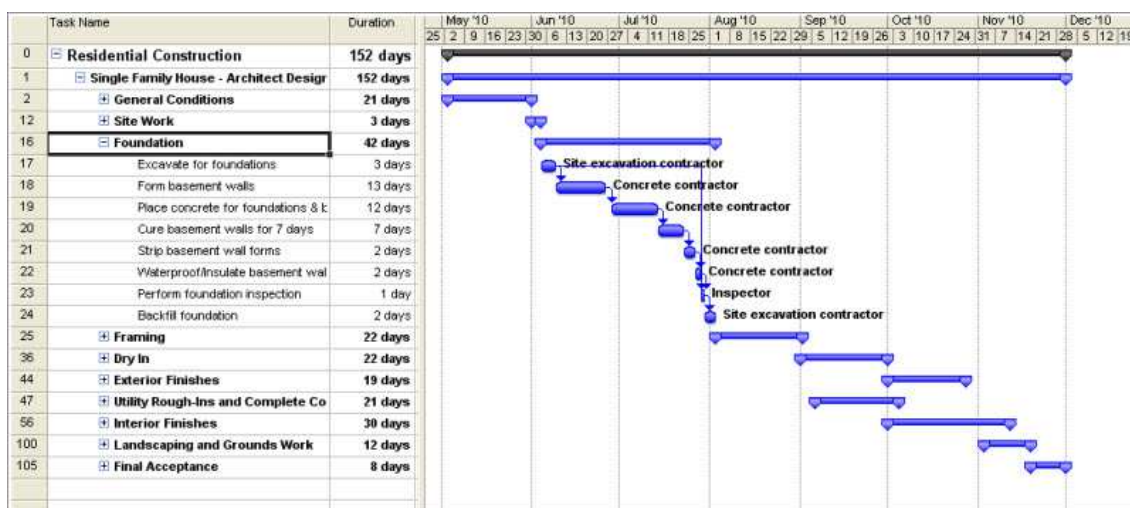 Task Name Duration May '10 Jun '10 Jul '10 Aug '10 Sep '10 Oct '10 Nov '10 Dec '10
25 2 9 16 23 30 6 13 20 27 4 11 18 25 1 8 15 22 29 5 12 19 26 3 10 17 24 31 7 14 21 28 5 12 19
0 Residential Construction 152 days
1 Single Family House - Architect Design 152 days
2 General Conditions 21 days
12 Site Work 3 days
16 Foundation 42 days
17 Excavate for foundations 3 days Site excavation contractor
18 Form basement walls 13 days Concrete contractor
19 Place concrete for foundations & b 12 days Concrete contractor
20 Cure basement walls for 7 days 7 days
21 Strip basement wall forms 2 days Concrete contractor
22 Waterproof/Insulate basement wal 2 days Concrete contractor
23 Perform foundation inspection 1 day Inspector
24 Backfill foundation 2 days Site excavation contractor
25 Framing 22 days
36 Dry In 22 days
44 Exterior Finishes 19 days
47 Utility Rough-Ins and Complete Co 21 days
56 Interior Finishes 30 days
100 Landscaping and Grounds Work 12 days
105 Final Acceptance 8 days